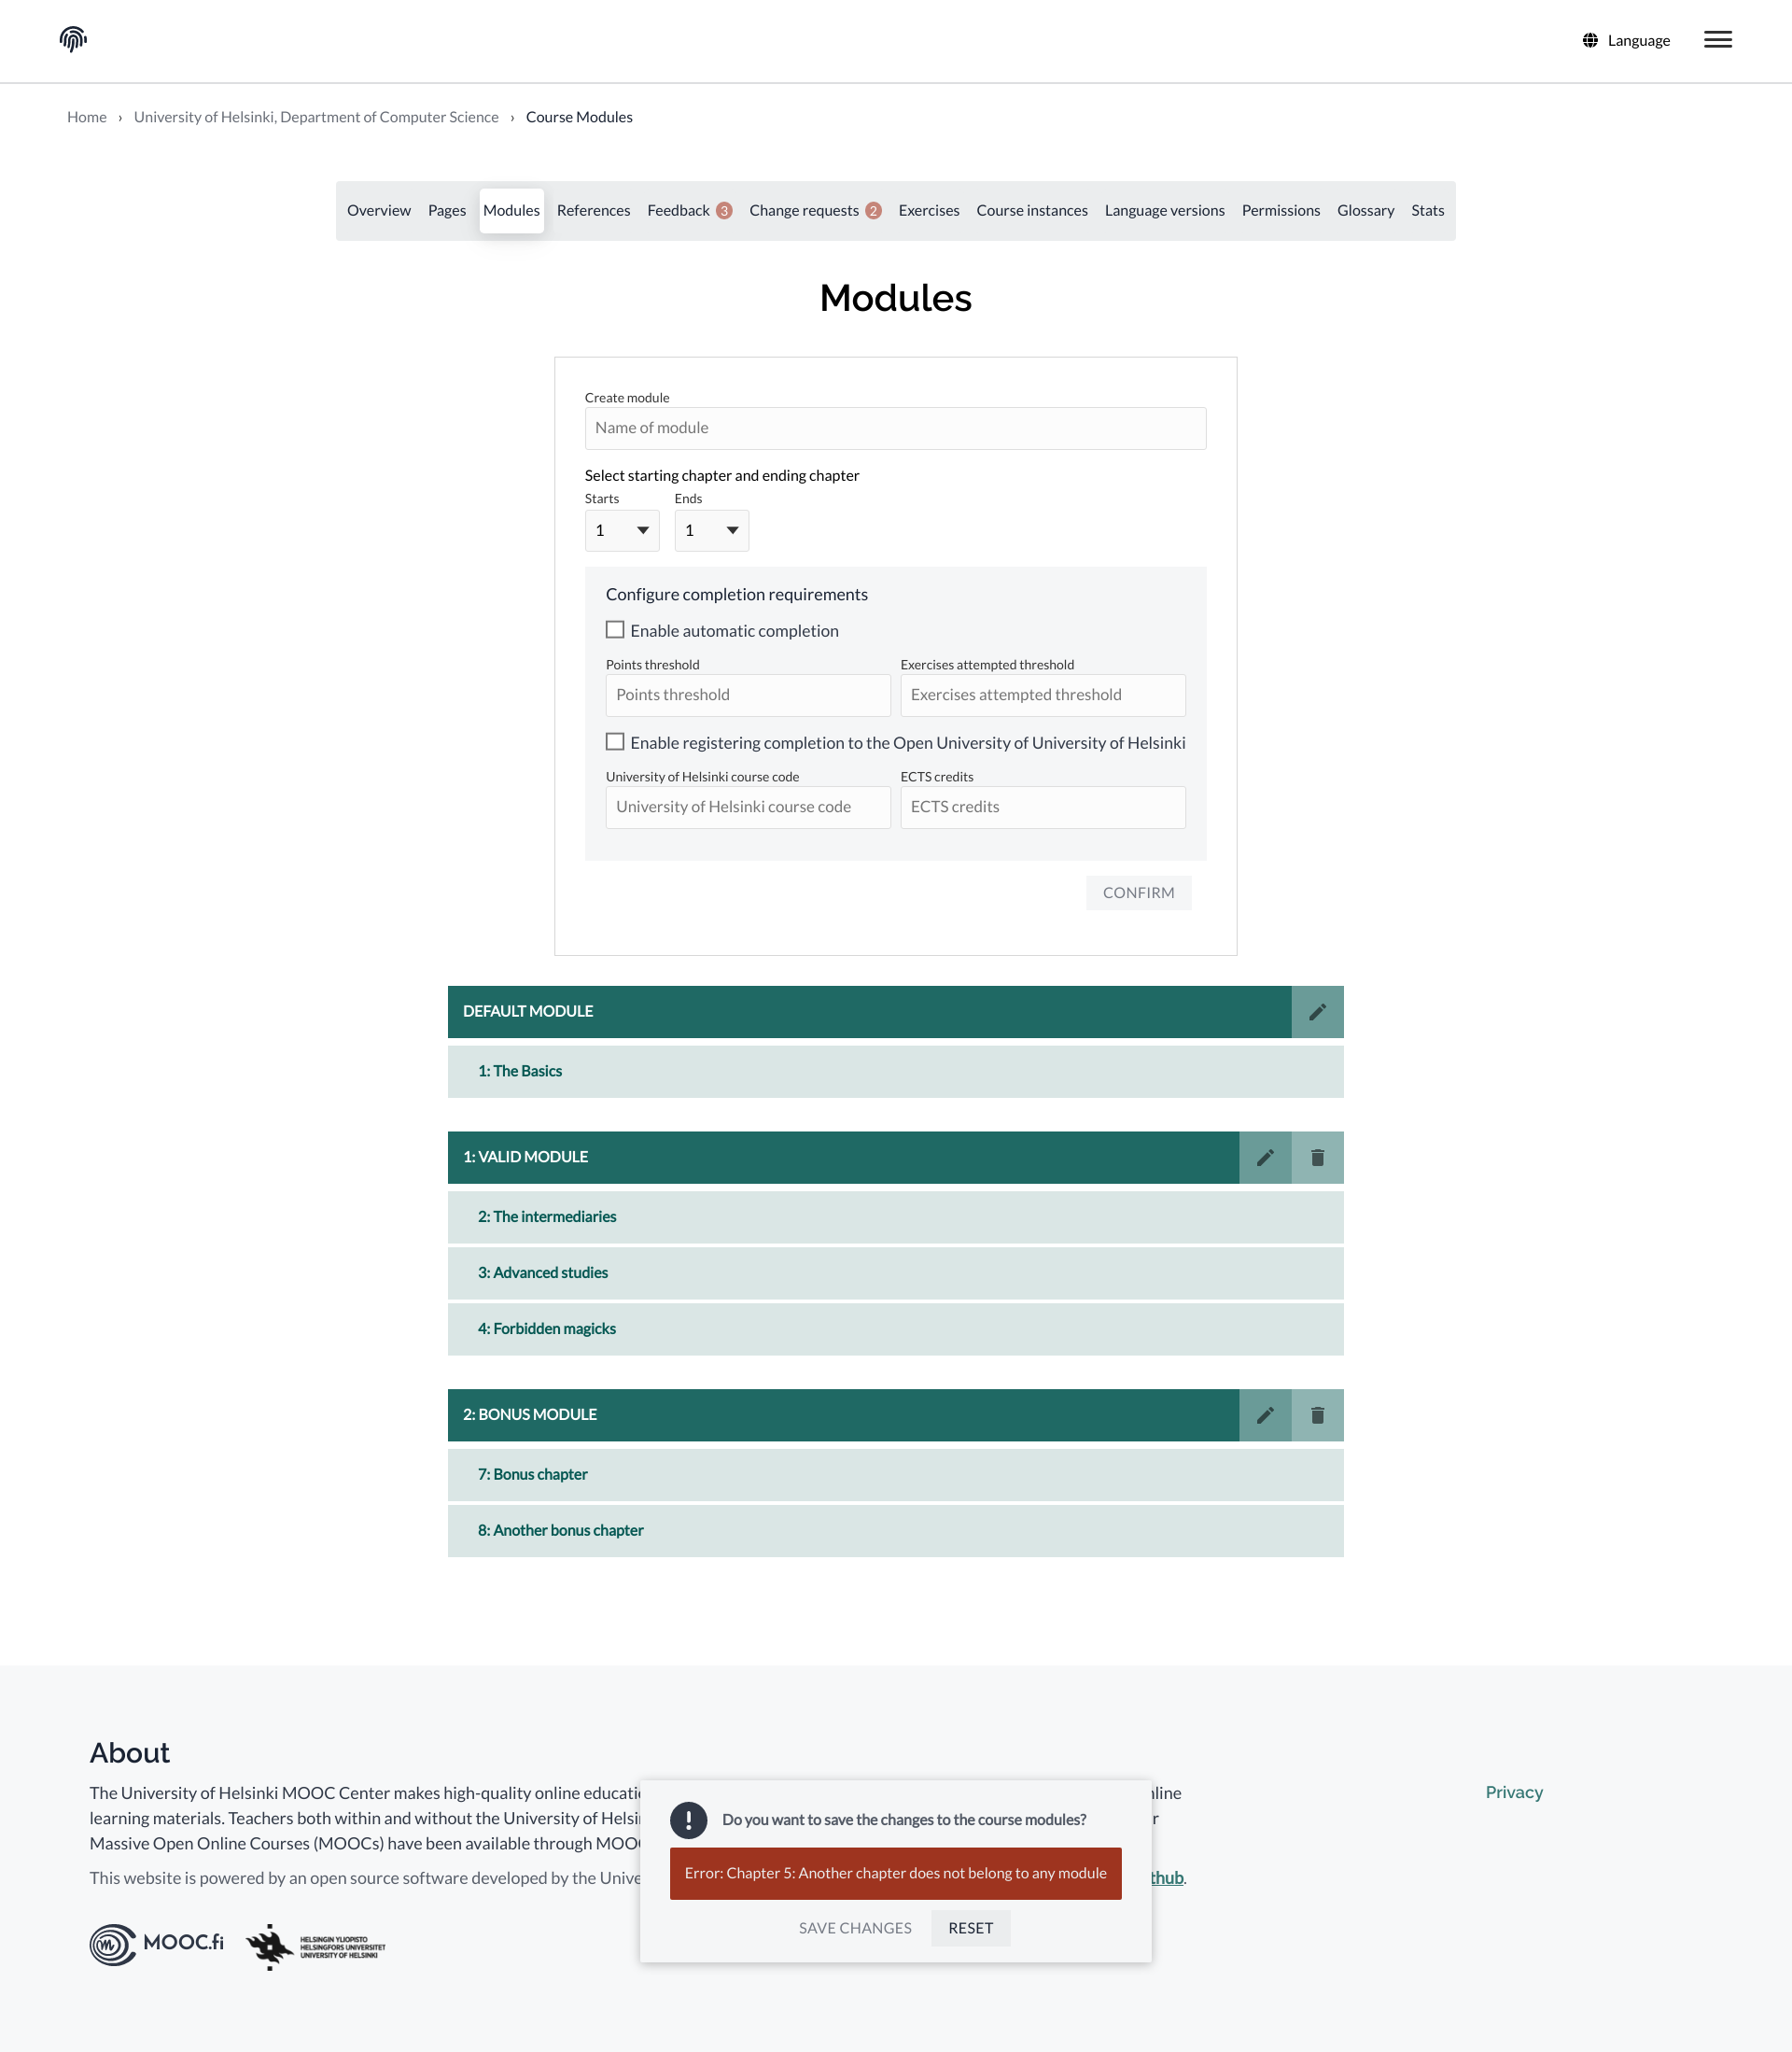 Language
Home › University of Helsinki, Department of Computer Science › Course Modules
Overview Pages Modules References Feedback 3 Change requests 2 Exercises Course instances Language versions Permissions Glossary Stats
Modules
Create module
Name of module
Select starting chapter and ending chapter
Starts Ends
1 1
Configure completion requirements
Enable automatic completion
Points threshold Exercises attempted threshold
Points threshold Exercises attempted threshold
Enable registering completion to the Open University of University of Helsinki
University of Helsinki course code ECTS credits
University of Helsinki course code ECTS credits
CONFIRM
DEFAULT MODULE
1: The Basics
1: VALID MODULE
2: The intermediaries
3: Advanced studies
4: Forbidden magicks
2: BONUS MODULE
7: Bonus chapter
8: Another bonus chapter
About
The University of Helsinki MOOC Center makes high-quality online
learning materials. Teachers both within and without the University of
Massive Open Online Courses (MOOCs) have been available through
This website is powered by an open source software developed by the thub.
Privacy
Do you want to save the changes to the course modules?
Error: Chapter 5: Another chapter does not belong to any module
SAVE CHANGES RESET
MOOC.fi
HELSINGIN YLIOPISTO
HELSINGFORS UNIVERSITET
UNIVERSITY OF HELSINKI